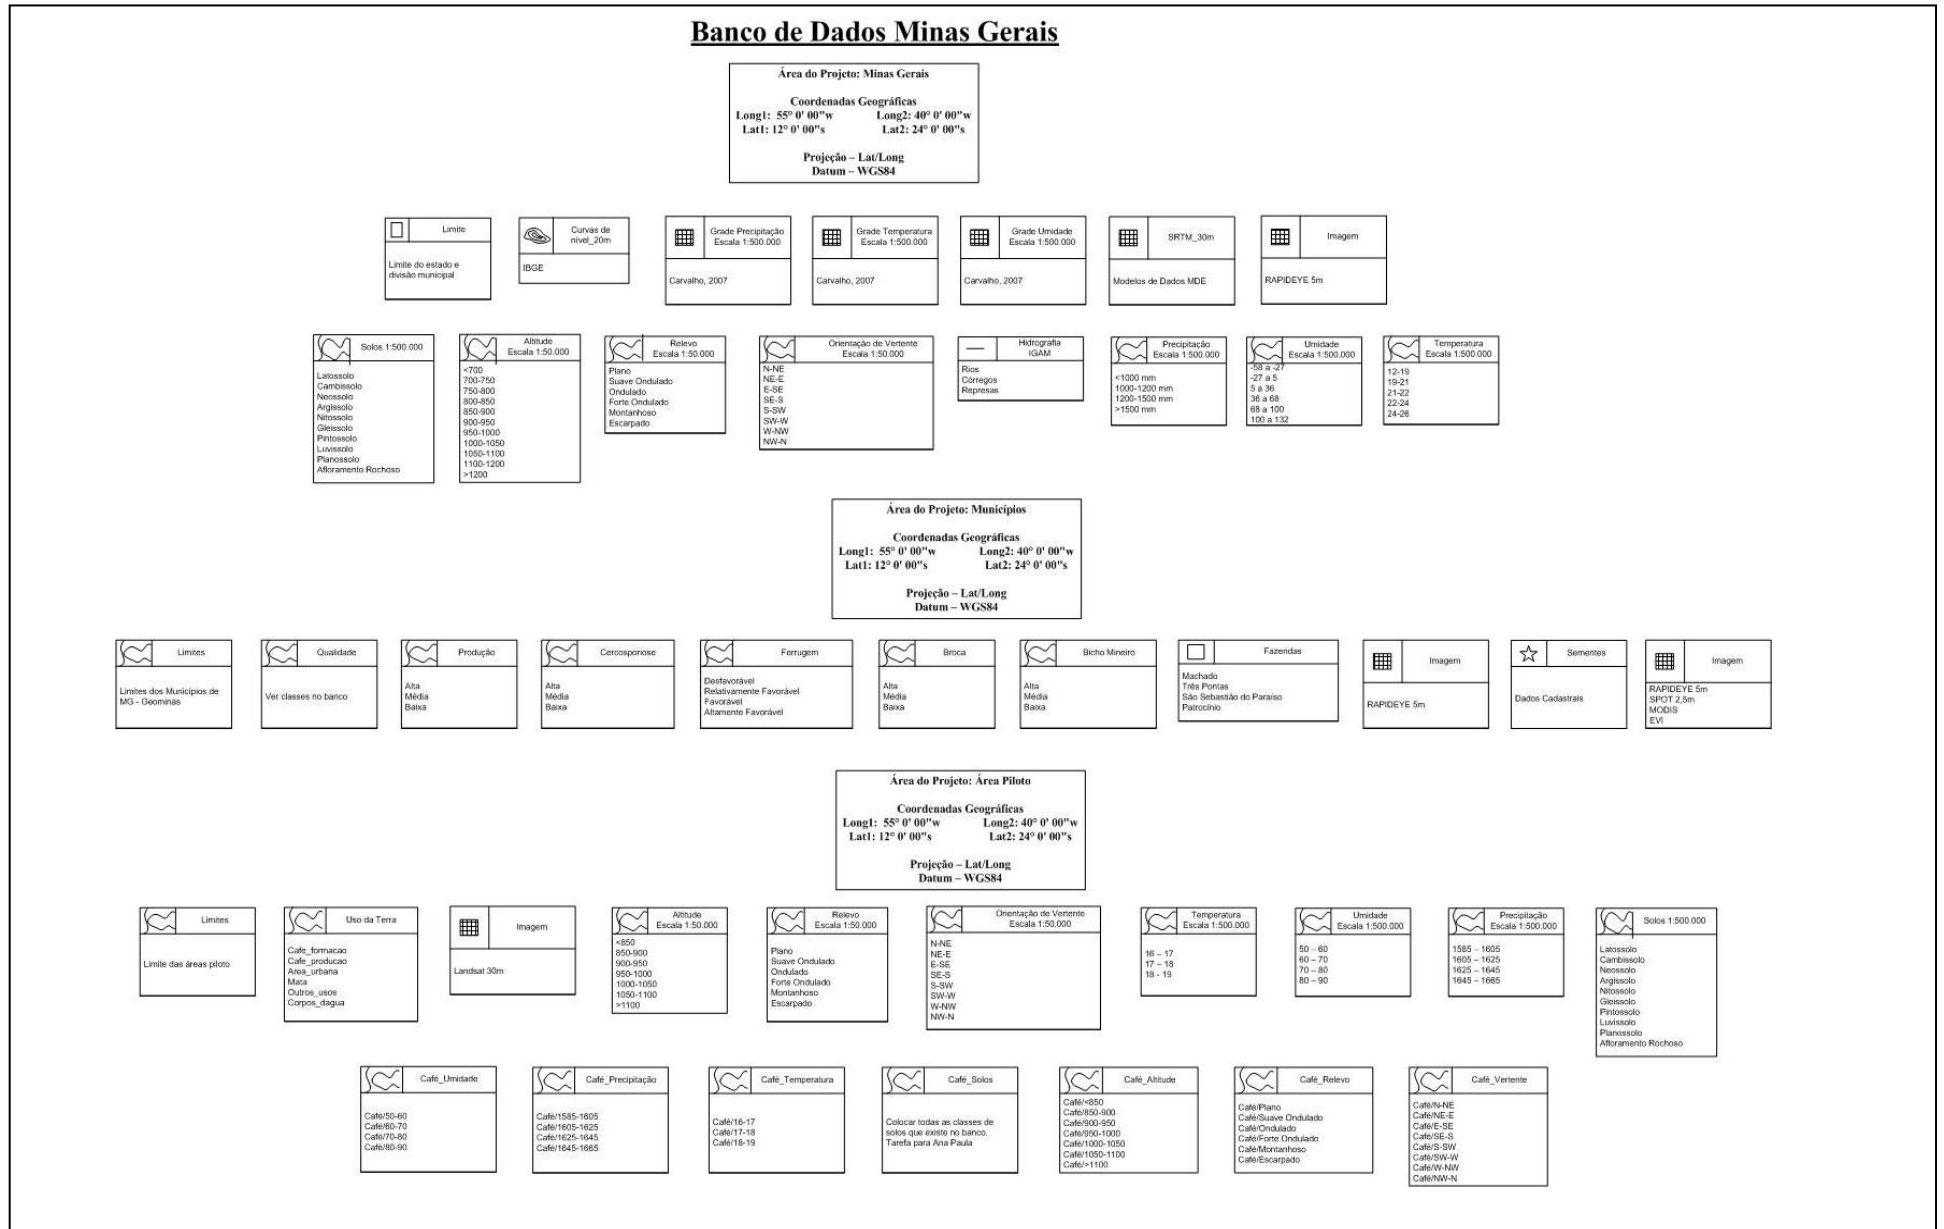 Banco de Dados Minas Gerais
Área do Projeto: Minas Gerais
Coordenadas Geográficas
Long1: 55° 0' 00"w Long2: 40° 0' 00"w
Lat1: 12° 0' 00"s Lat2: 24° 0' 00"s
Projeção – Lat/Long
Datum – WGS84
Limite
Limite do estado e
divisão municipal
Curvas de
nível_20m
IBGE
Grade Precipitação
Escala 1:500.000
Carvalho, 2007
Grade Temperatura
Escala 1:500.000
Carvalho, 2007
Grade Umidade
Escala 1:500.000
Carvalho, 2007
SRTM_30m
Modelos de Dados MDE
Imagem
RAPIDEYE 5m
Solos 1:500.000
Latossolo
Cambissolo
Neossolo
Argissolo
Nitossolo
Gleissolo
Pintossolo
Luvissolo
Planossolo
Afloramento Rochoso
Altitude
Escala 1:50.000
<700
700-750
750-800
800-850
850-900
900-950
950-1000
1000-1050
1050-1100
1100-1200
>1200
Relevo
Escala 1:50.000
Plano
Suave Ondulado
Ondulado
Forte Ondulado
Montanhoso
Escarpado
Orientação de Vertente
Escala 1:50.000
N-NE
NE-E
E-SE
SE-S
S-SW
SW-W
W-NW
NW-N
Hidrografia
IGAM
Rios
Córregos
Represas
Precipitação
Escala 1:500.000
<1000 mm
1000-1200 mm
1200-1500 mm
>1500 mm
Umidade
Escala 1:500.000
-58 a -27
-27 a 5
5 a 36
36 a 68
68 a 100
100 a 132
Temperatura
Escala 1:500.000
12-19
19-21
21-22
22-24
24-26
Área do Projeto: Municípios
Coordenadas Geográficas
Long1: 55° 0' 00"w Long2: 40° 0' 00"w
Lat1: 12° 0' 00"s Lat2: 24° 0' 00"s
Projeção – Lat/Long
Datum – WGS84
Limites
Limites dos Municípios de
MG - Geominas
Qualidade
Ver classes no banco
Produção
Alta
Média
Baixa
Cercosporiose
Alta
Média
Baixa
Ferrugem
Desfavorável
Relativamente Favorável
Favorável
Altamente Favorável
Broca
Alta
Média
Baixa
Bicho Mineiro
Alta
Média
Baixa
Fazendas
Machado
Três Pontas
São Sebastião do Paraíso
Patrocínio
Imagem
RAPIDEYE 5m
Sementes
Dados Cadastrais
Imagem
RAPIDEYE 5m
SPOT 2,5m
MODIS
EVI
Área do Projeto: Área Piloto
Coordenadas Geográficas
Long1: 55° 0' 00"w Long2: 40° 0' 00"w
Lat1: 12° 0' 00"s Lat2: 24° 0' 00"s
Projeção – Lat/Long
Datum – WGS84
Limites
Limite das áreas piloto
Uso da Terra
Cafe_formacao
Cafe_producao
Area_urbana
Mata
Outros_usos
Corpos_dagua
Imagem
Landsat 30m
Altitude
Escala 1:50.000
<850
850-900
900-950
950-1000
1000-1050
1050-1100
>1100
Relevo
Escala 1:50.000
Plano
Suave Ondulado
Ondulado
Forte Ondulado
Montanhoso
Escarpado
Orientação de Vertente
Escala 1:50.000
N-NE
NE-E
E-SE
SE-S
S-SW
SW-W
W-NW
NW-N
Temperatura
Escala 1:500.000
16 – 17
17 – 18
18 - 19
Umidade
Escala 1:500.000
50 – 60
60 – 70
70 – 80
80 – 90
Precipitação
Escala 1:500.000
1585 – 1605
1605 – 1625
1625 – 1645
1645 – 1665
Solos 1:500.000
Latossolo
Cambissolo
Neossolo
Argissolo
Nitossolo
Gleissolo
Pintossolo
Luvissolo
Planossolo
Afloramento Rochoso
Café_Umidade
Café/50-60
Café/60-70
Café/70-80
Café/80-90
Café_Precipitação
Café/1585-1605
Café/1605-1625
Café/1625-1645
Café/1645-1665
Café_Temperatura
Café/16-17
Café/17-18
Café/18-19
Café_Solos
Colocar todas as classes de
solos que existe no banco.
Tarefa para Ana Paula
Café_Altitude
Café/<850
Café/850-900
Café/900-950
Café/950-1000
Café/1000-1050
Café/1050-1100
Café/>1100
Café_Relevo
Café/Plano
Café/Suave Ondulado
Café/Ondulado
Café/Forte Ondulado
Café/Montanhoso
Café/Escarpado
Café_Vertente
Café/N-NE
Café/NE-E
Café/E-SE
Café/SE-S
Café/S-SW
Café/SW-W
Café/W-NW
Café/NW-N